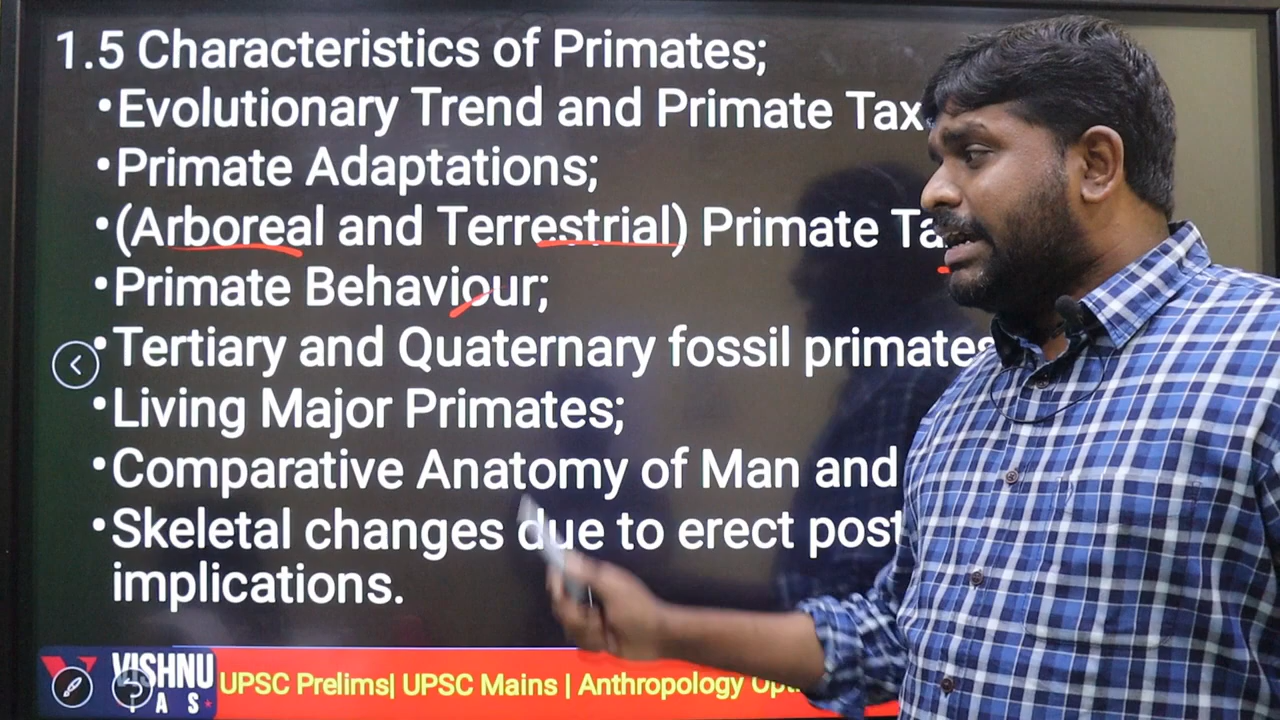 1.5 Characteristics of Primates;
•Evolutionary Trend and Primate Tax
•Primate Adaptations;
•(Arboreal and Terrestrial) Primate Ta
•Primate Behaviour;
•Tertiary and Quaternary fossil primates
•Living Major Primates;
•Comparative Anatomy of Man and
•Skeletal changes due to erect post
implications.
VISHNU
IAS
UPSC Prelims| UPSC Mains | Anthropology Opt